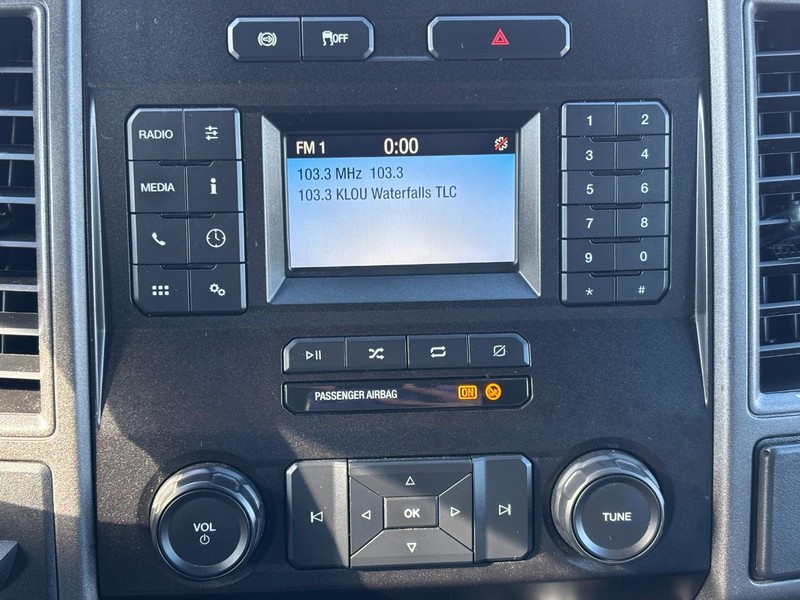 OFF
RADIO
MEDIA
i
FM 1 0:00
103.3 MHz 103.3
103.3 KLOU Waterfalls TLC
1 2
3 4
5 6
7 8
9 0
* #
PASSENGER AIRBAG ON
VOL
OK
TUNE